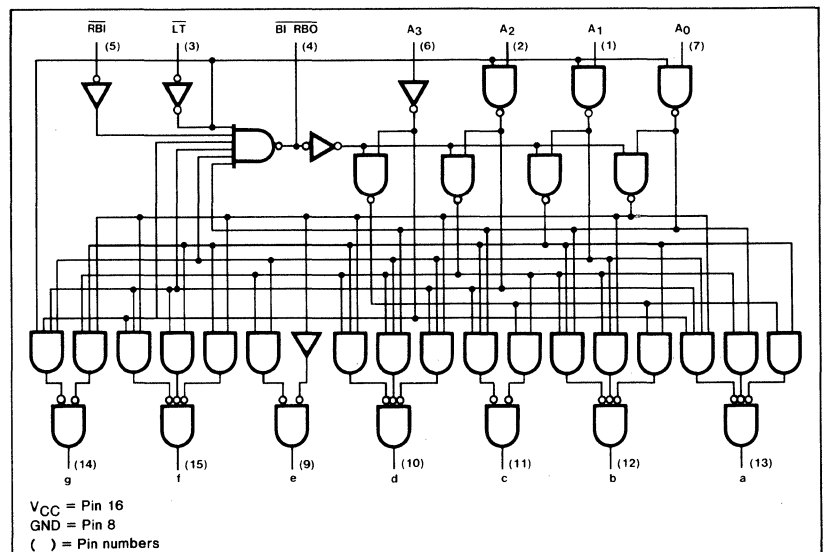 RBI LT BI RBO A3 A2 A1 A0
(5) (3) (4) (6) (2) (1) (7)
(14) (15) (9) (10) (11) (12) (13)
g f e d c b a
VCC = Pin 16
GND = Pin 8
( ) = Pin numbers